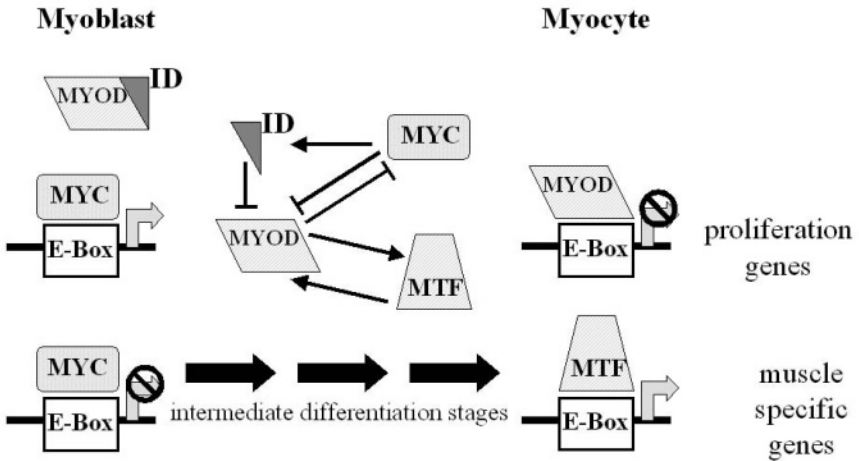 Myoblast
Myocyte
ID
MYOD
ID
MYC
MYC
E-Box
MYOD
MTF
MYOD
E-Box
proliferation
genes
MYC
E-Box
intermediate differentiation stages
MTF
E-Box
muscle
specific
genes